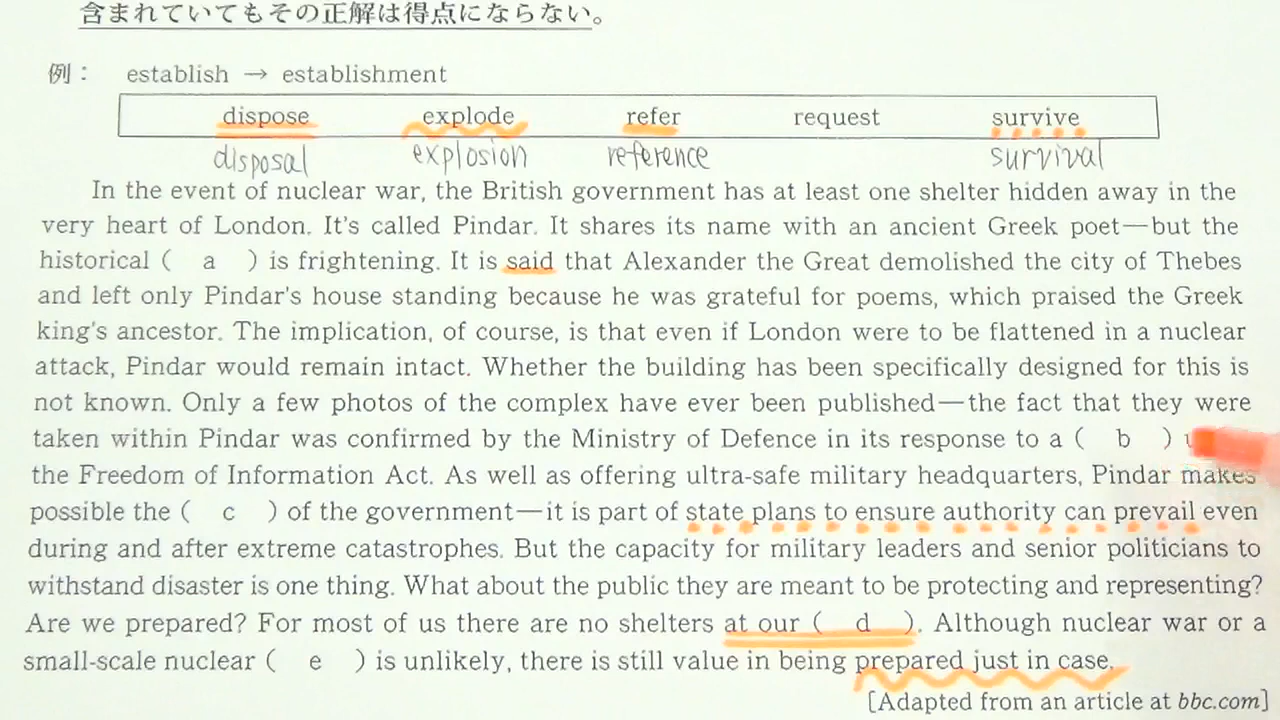 含まれていてもその正解は得点にならない。
例： establish → establishment
dispose explode refer request survive
disposal explosion reference survival
In the event of nuclear war, the British government has at least one shelter hidden away in the
very heart of London. It's called Pindar. It shares its name with an ancient Greek poet—but the
historical ( a ) is frightening. It is said that Alexander the Great demolished the city of Thebes
and left only Pindar's house standing because he was grateful for poems, which praised the Greek
king's ancestor. The implication, of course, is that even if London were to be flattened in a nuclear
attack, Pindar would remain intact. Whether the building has been specifically designed for this is
not known. Only a few photos of the complex have ever been published—the fact that they were
taken within Pindar was confirmed by the Ministry of Defence in its response to a ( b )
the Freedom of Information Act. As well as offering ultra-safe military headquarters, Pindar makes
possible the ( c ) of the government—it is part of state plans to ensure authority can prevail even
during and after extreme catastrophes. But the capacity for military leaders and senior politicians to
withstand disaster is one thing. What about the public they are meant to be protecting and representing?
Are we prepared? For most of us there are no shelters at our ( d ). Although nuclear war or a
small-scale nuclear ( e ) is unlikely, there is still value in being prepared just in case.
[Adapted from an article at bbc.com]